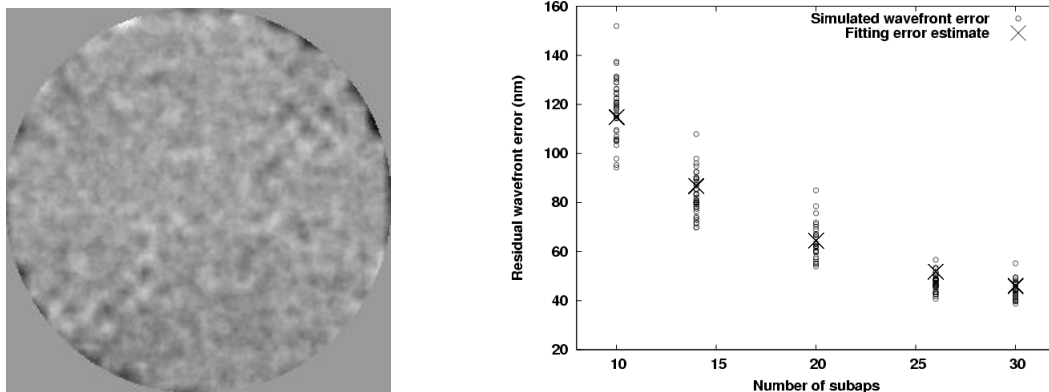 160
140
120
100
80
60
40
20
Residual wavefront error (nm)
Simulated wavefront error
Fitting error estimate
10 15 20 25 30
Number of subaps